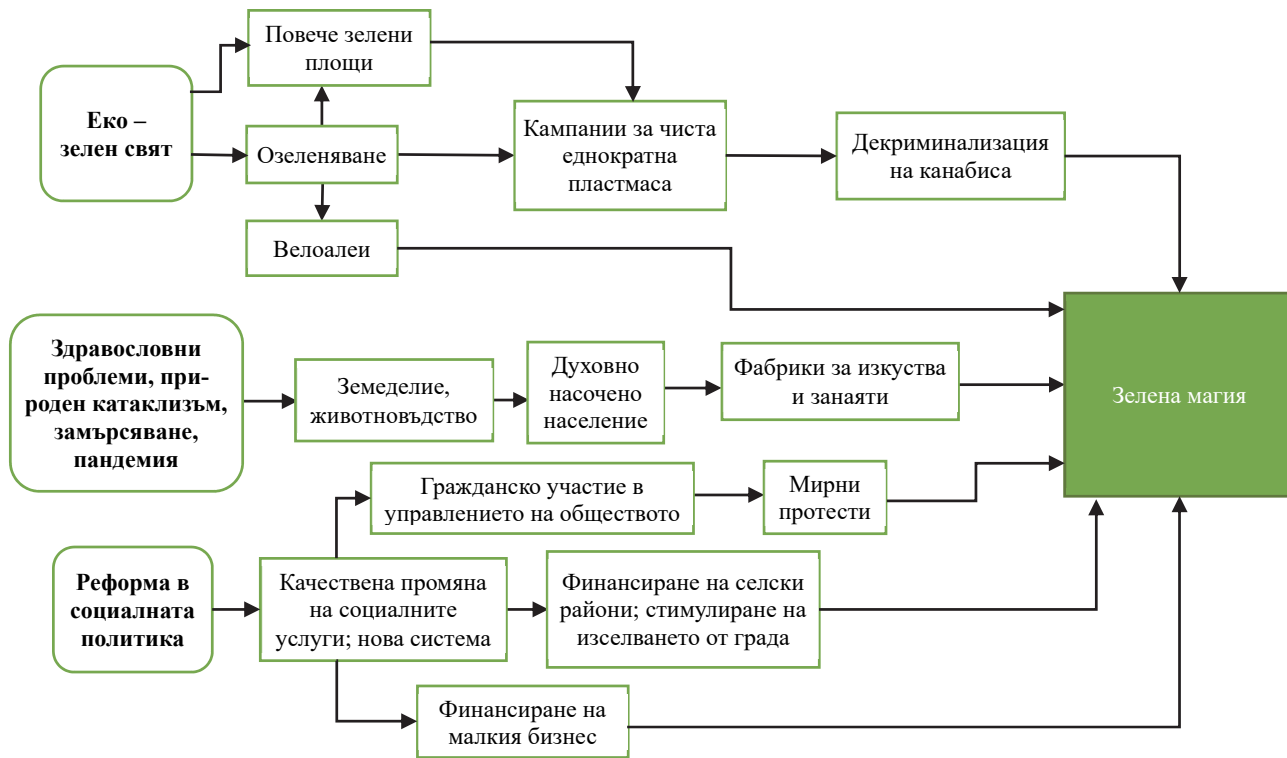 Повече зелени
площи
Еко –
зелен свят
Озеленяване
Кампании за чиста
еднократна
пластмаса
Декриминализация
на канабиса
Велоалеи
Здравословни
проблеми, при-
роден катаклизъм,
замърсяване,
пандемия
Земеделие,
животновъдство
Духовно
насочено
население
Фабрики за изкуства
и занаяти
Зелена магия
Гражданско участие в
управлението на обществото
Мирни
протести
Реформа в
социалната
политика
Качествена промяна
на социалните
услуги; нова система
Финансиране на селски
райони; стимулиране на
изселването от града
Финансиране на
малкия бизнес